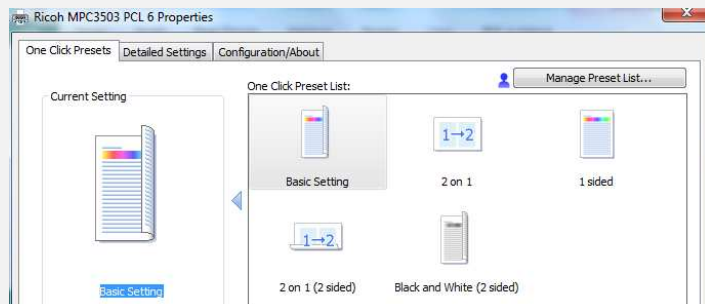 Ricoh MPC3503 PCL 6 Properties
One Click Presets Detailed Settings Configuration/About
Current Setting
One Click Preset List:
Manage Preset List...
1→2
Basic Setting
2 on 1
1 sided
1→2
Basic Setting
2 on 1 (2 sided)
Black and White (2 sided)